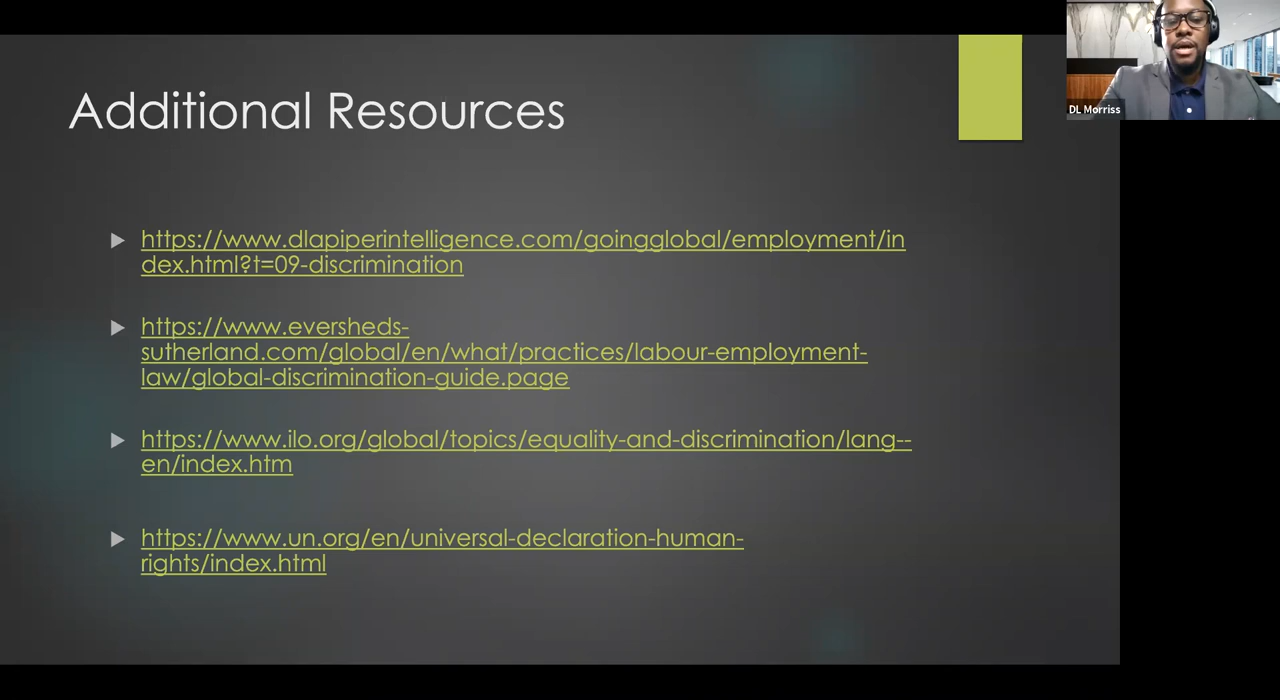 Additional Resources
https://www.dlapiperintelligence.com/goingglobal/employment/in
dex.html?t=09-discrimination
https://www.eversheds-
sutherland.com/global/en/what/practices/labour-employment-
law/global-discrimination-guide.page
https://www.ilo.org/global/topics/equality-and-discrimination/lang--
en/index.htm
https://www.un.org/en/universal-declaration-human-
rights/index.html
DL Morriss